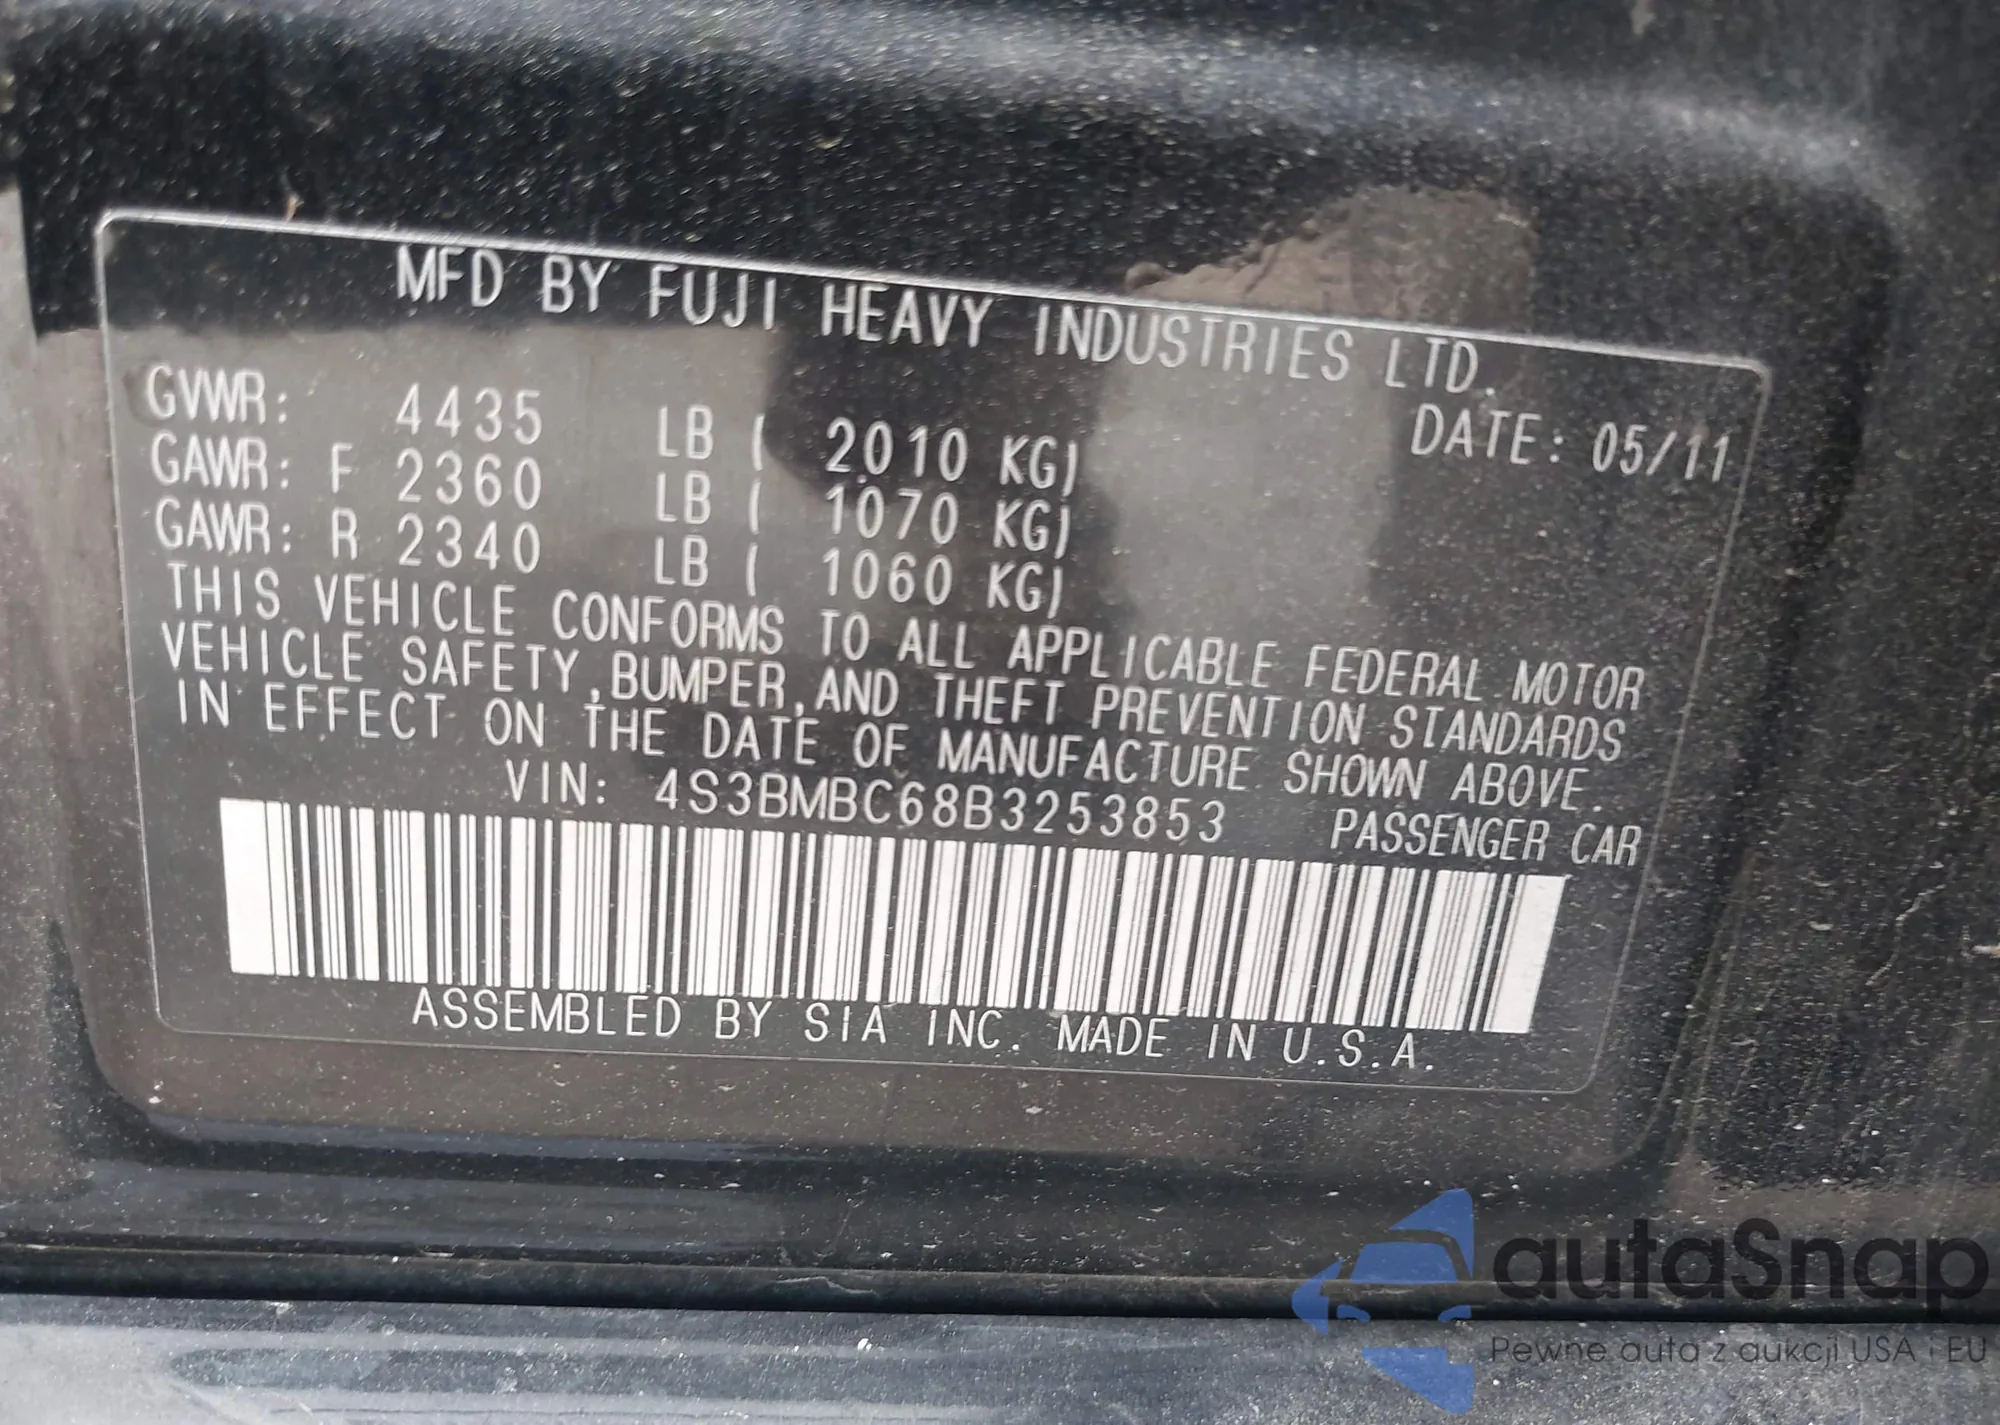 MFD BY FUJI HEAVY INDUSTRIES LTD.
GVWR: 4435 LB ( 2010 KG) DATE: 05/11
GAWR: F 2360 LB ( 1070 KG)
GAWR: R 2340 LB ( 1060 KG)
THIS VEHICLE CONFORMS TO ALL APPLICABLE FEDERAL MOTOR
VEHICLE SAFETY,BUMPER,AND THEFT PREVENTION STANDARDS
IN EFFECT ON THE DATE OF MANUFACTURE SHOWN ABOVE.
VIN: 4S3BMBC68B3253853 PASSENGER CAR
ASSEMBLED BY SIA INC. MADE IN U.S.A.
autaSnap
Pewne auta z aukcji USA i EU